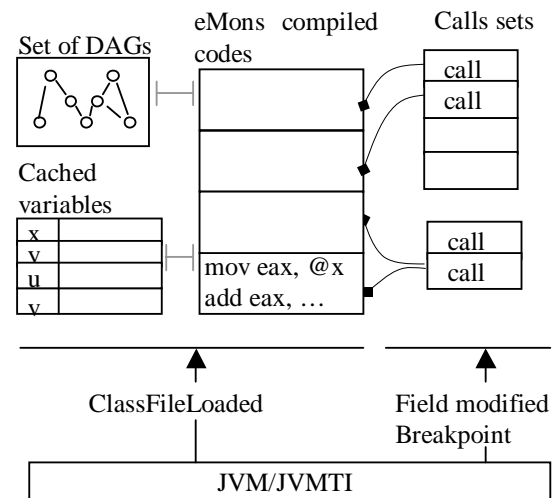 Set of DAGs
eMons compiled
codes
Calls sets
call
call
Cached
variables
x
v
u
v
mov eax, @x
add eax, …
call
call
ClassFileLoaded
Field modified
Breakpoint
JVM/JVMTI